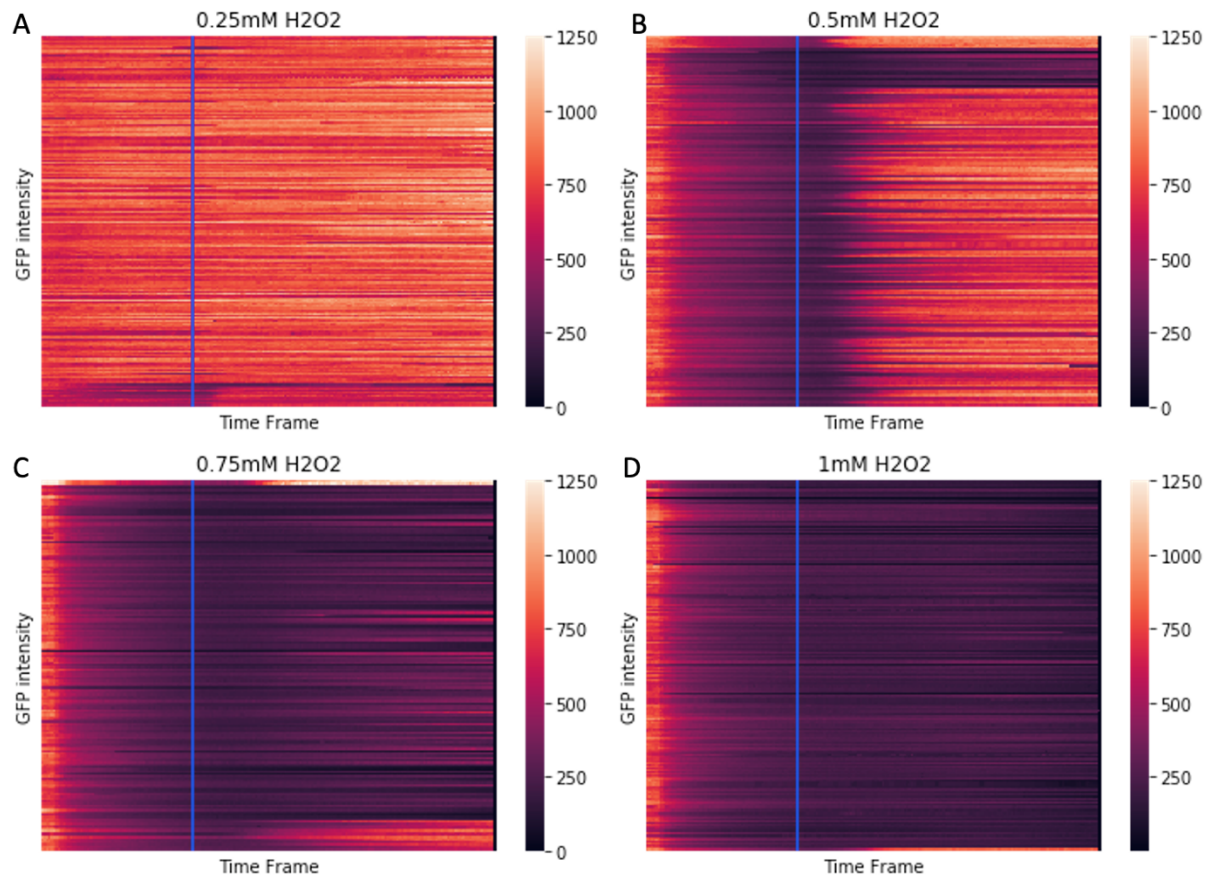 A
0.25mM H2O2
1250
1000
750
500
250
0
GFP intensity
Time Frame
B
0.5mM H2O2
1250
1000
750
500
250
0
GFP intensity
Time Frame
C
0.75mM H2O2
1250
1000
750
500
250
0
GFP intensity
Time Frame
D
1mM H2O2
1250
1000
750
500
250
GFP intensity
Time Frame